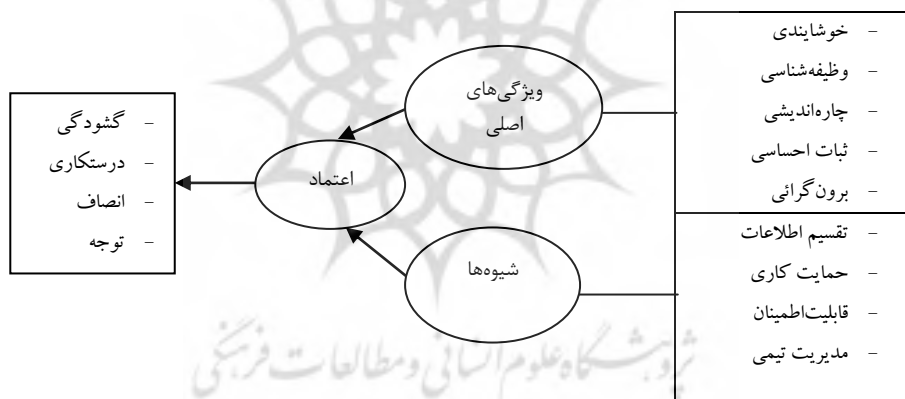 - خوشایندی
- وظیفه‌شناسی
- چاره‌اندیشی
- ثبات احساسی
- برون‌گرائی
- تقسیم اطلاعات
- حمایت کاری
- قابلیت‌اطمینان
- مدیریت تیمی
ویژگی‌های
اصلی
شیوه‌ها
اعتماد
- گشودگی
- درستکاری
- انصاف
- توجه
پژوهشگاه علوم انسانی و مطالعات فرهنگی